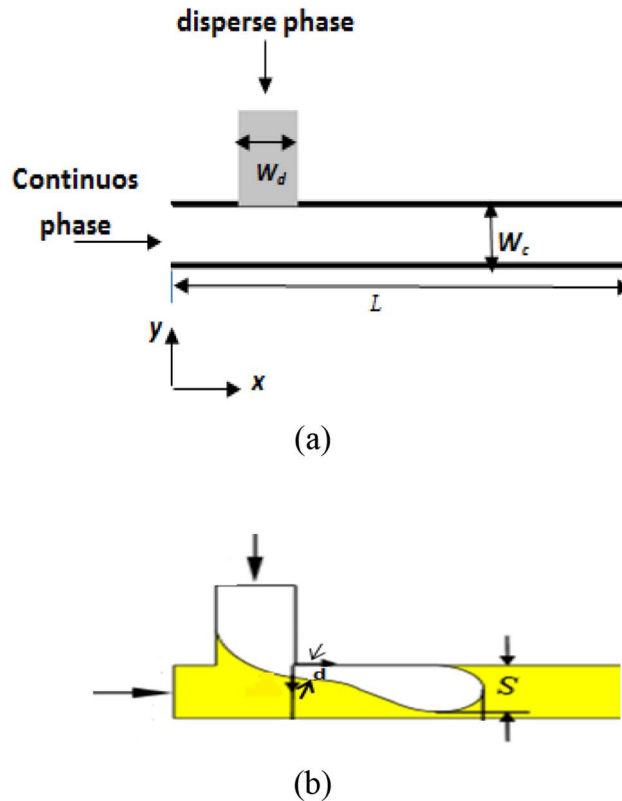 disperse phase
W_d
Continuos
phase
W_c
L
y
x
(a)
d
S
(b)